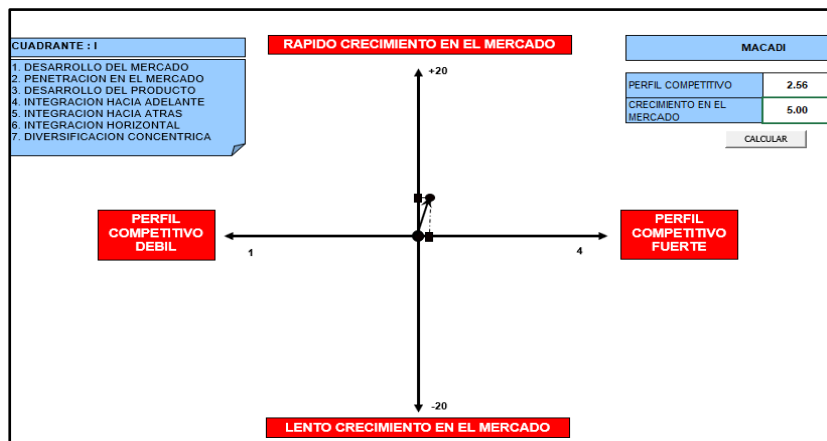 CUADRANTE : I
1. DESARROLLO DEL MERCADO
2. PENETRACION EN EL MERCADO
3. DESARROLLO DEL PRODUCTO
4. INTEGRACION HACIA ADELANTE
5. INTEGRACION HACIA ATRAS
6. INTEGRACION HORIZONTAL
7. DIVERSIFICACION CONCENTRICA
RAPIDO CRECIMIENTO EN EL MERCADO
+20
MACADI
PERFIL COMPETITIVO 2.56
CRECIMIENTO EN EL
MERCADO 5.00
CALCULAR
PERFIL
COMPETITIVO
DEBIL
1
4
PERFIL
COMPETITIVO
FUERTE
-20
LENTO CRECIMIENTO EN EL MERCADO